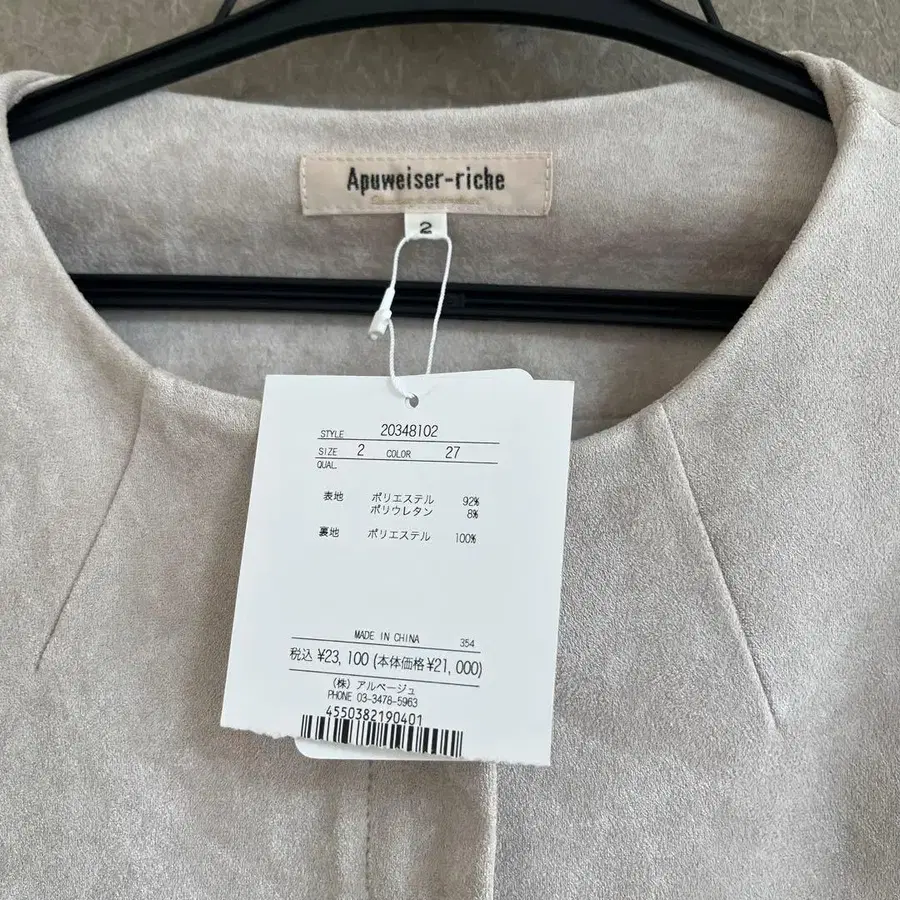 Apuweiser-riche
2
STYLE 20348102
SIZE 2 COLOR 27
QUAL.
表地 ポリエステル 92%
ポリウレタン 8%
裏地 ポリエステル 100%
MADE IN CHINA 354
税込 ¥23,100 (本体価格¥21,000)
(株) アルページュ
PHONE 03-3478-5963
4550382190401